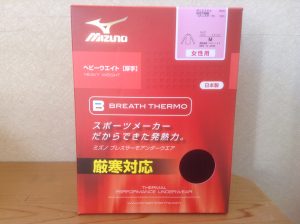 MIZUNO
M
女性用
ヘビーウエイト【厚手】
HEAVY WEIGHT
日本製
B BREATH THERMO
スポーツメーカー
だからできた発熱力。
ミズノ ブレスサーモアンダーウエア
厳寒対応
THERMAL
PERFORMANCE UNDERWEAR